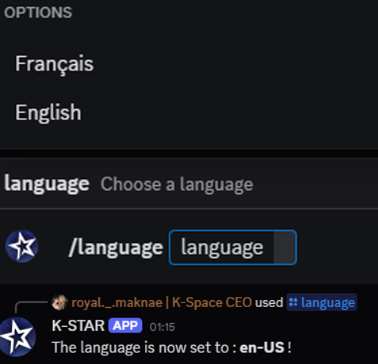 OPTIONS
Français
English
language Choose a language
/language language
royal._.maknae | K-Space CEO used language
K-STAR APP 01:15
The language is now set to : en-US !